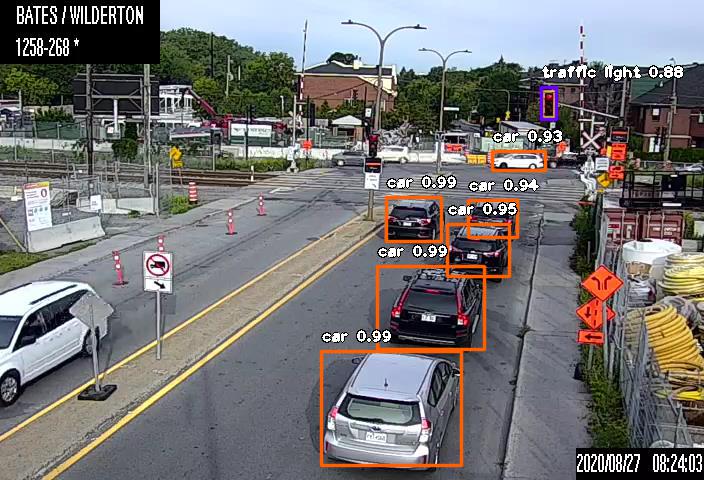 BATES / WILDERTON
1258-268 *
traffic light 0.88
car 0.93
car 0.99
car 0.94
car 0.95
car 0.99
car 0.99
2020/08/27 08:24:03